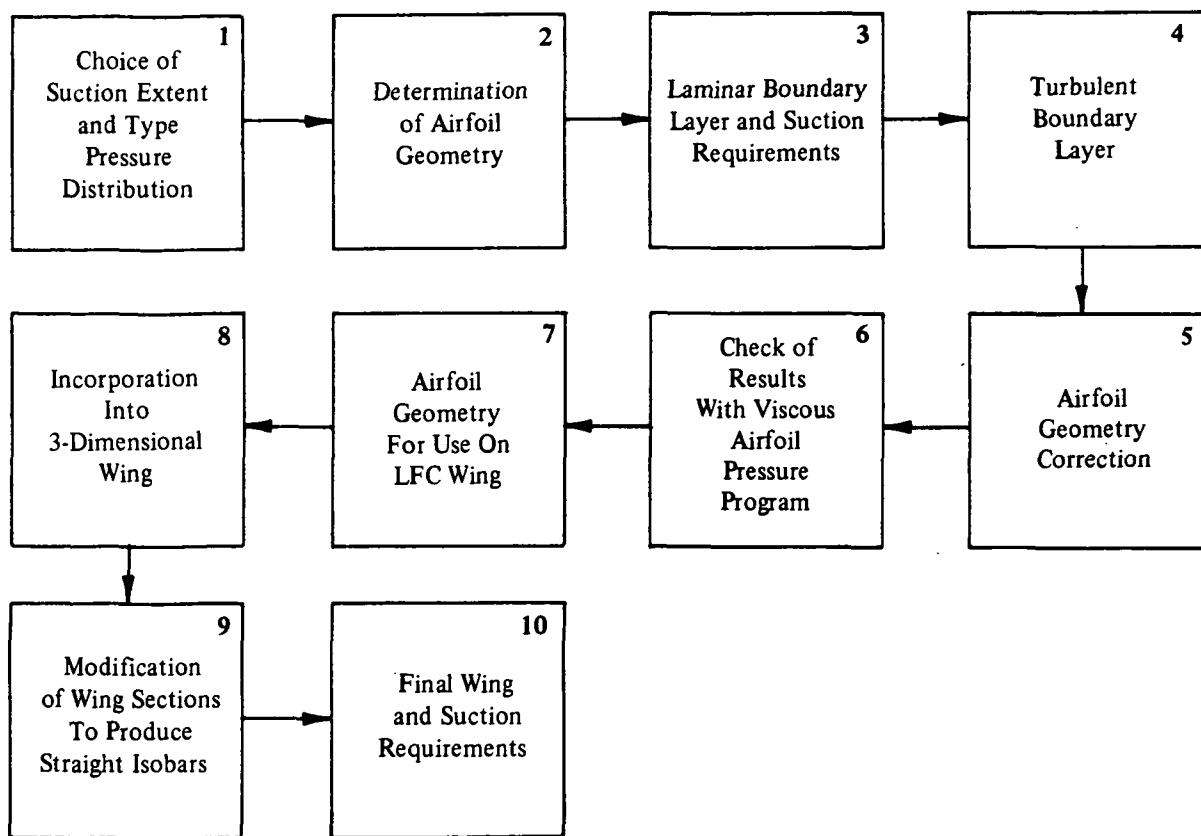 1
Choice of
Suction Extent
and Type
Pressure
Distribution
2
Determination
of Airfoil
Geometry
3
Laminar Boundary
Layer and Suction
Requirements
4
Turbulent
Boundary
Layer
5
Airfoil
Geometry
Correction
6
Check of
Results
With Viscous
Airfoil
Pressure
Program
7
Airfoil
Geometry
For Use On
LFC Wing
8
Incorporation
Into
3-Dimensional
Wing
9
Modification
of Wing Sections
To Produce
Straight Isobars
10
Final Wing
and Suction
Requirements